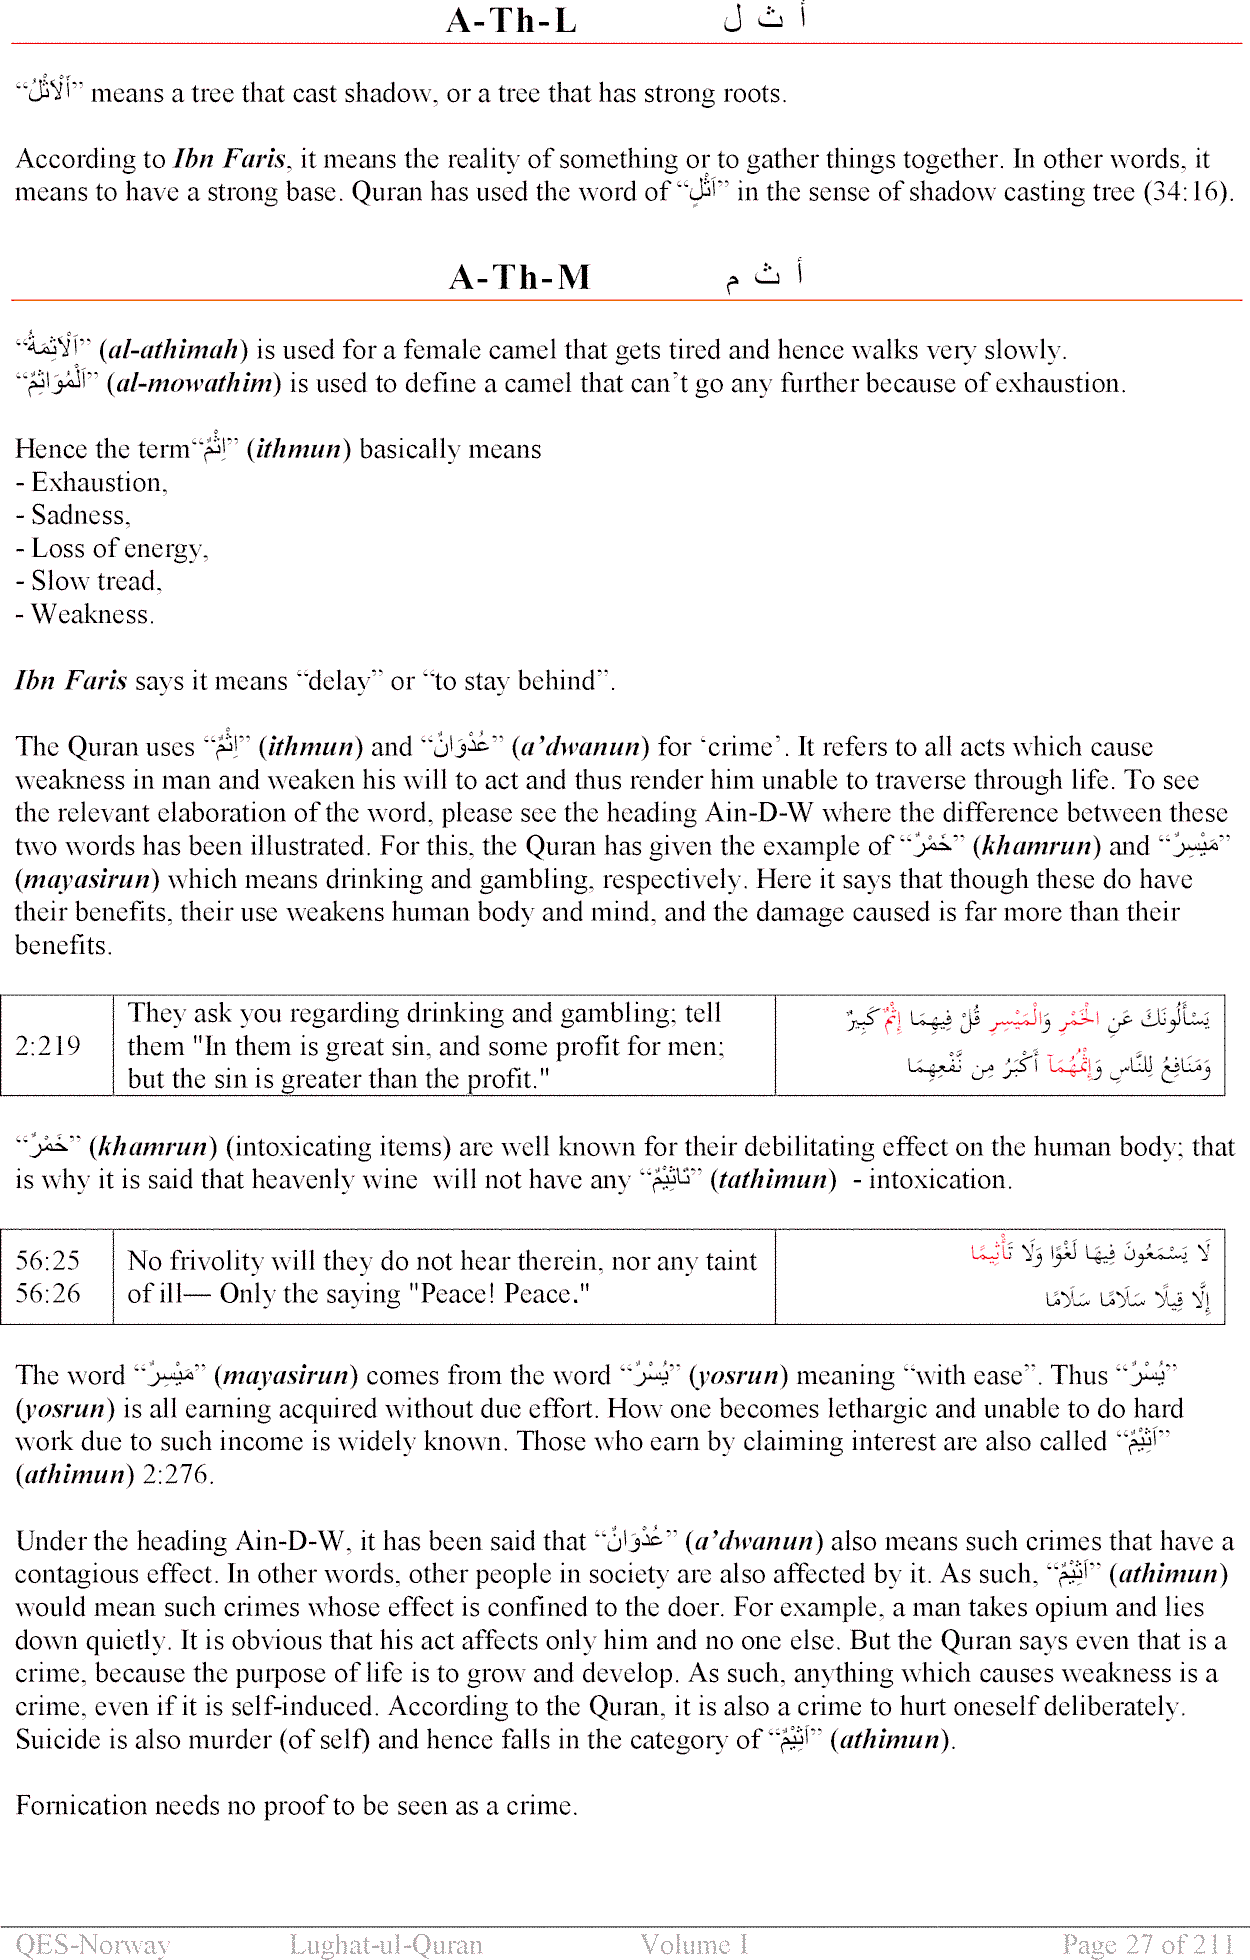 A-Th-L أ ث ل
“اَلْاَثْلُ” means a tree that cast shadow, or a tree that has strong roots.
According to Ibn Faris, it means the reality of something or to gather things together. In other words, it
means to have a strong base. Quran has used the word of “اَثْلٍ” in the sense of shadow casting tree (34:16).
A-Th-M أ ث م
“اَلْآثِمَةُ” (al-athimah) is used for a female camel that gets tired and hence walks very slowly.
“اَلْمُوَاثِمُ” (al-mowathim) is used to define a camel that can’t go any further because of exhaustion.
Hence the term“اِثْمٌ” (ithmun) basically means
- Exhaustion,
- Sadness,
- Loss of energy,
- Slow tread,
- Weakness.
Ibn Faris says it means “delay” or “to stay behind”.
The Quran uses “اِثْمٌ” (ithmun) and “عُدْوَانٌ” (a’dwanun) for ‘crime’. It refers to all acts which cause
weakness in man and weaken his will to act and thus render him unable to traverse through life. To see
the relevant elaboration of the word, please see the heading Ain-D-W where the difference between these
two words has been illustrated. For this, the Quran has given the example of “خَمْرٌ” (khamrun) and “مَيْسِرٌ”
(mayasirun) which means drinking and gambling, respectively. Here it says that though these do have
their benefits, their use weakens human body and mind, and the damage caused is far more than their
benefits.
2:219
They ask you regarding drinking and gambling; tell
them "In them is great sin, and some profit for men;
but the sin is greater than the profit."
يَسْأَلُونَكَ عَنِ الْخَمْرِ وَالْمَيْسِرِ قُلْ فِيهِمَا إِثْمٌ كَبِيرٌ
وَمَنَافِعُ لِلنَّاسِ وَإِثْمُهُمَآ أَكْبَرُ مِن نَّفْعِهِمَا
“خَمْرٌ” (khamrun) (intoxicating items) are well known for their debilitating effect on the human body; that
is why it is said that heavenly wine will not have any “تَاثِيْمٌ” (tathimun) - intoxication.
56:25
56:26
No frivolity will they do not hear therein, nor any taint
of ill— Only the saying "Peace! Peace."
لَا يَسْمَعُونَ فِيهَا لَغْوًا وَلَا تَأْثِيمًا
إِلَّا قِيلًا سَلَامًا سَلَامًا
The word “مَيْسِرٌ” (mayasirun) comes from the word “يُسْرٌ” (yosrun) meaning “with ease”. Thus “يُسْرٌ”
(yosrun) is all earning acquired without due effort. How one becomes lethargic and unable to do hard
work due to such income is widely known. Those who earn by claiming interest are also called “اَثِيْمٌ”
(athimun) 2:276.
Under the heading Ain-D-W, it has been said that “عُدْوَانٌ” (a’dwanun) also means such crimes that have a
contagious effect. In other words, other people in society are also affected by it. As such, “اَثِيْمٌ” (athimun)
would mean such crimes whose effect is confined to the doer. For example, a man takes opium and lies
down quietly. It is obvious that his act affects only him and no one else. But the Quran says even that is a
crime, because the purpose of life is to grow and develop. As such, anything which causes weakness is a
crime, even if it is self-induced. According to the Quran, it is also a crime to hurt oneself deliberately.
Suicide is also murder (of self) and hence falls in the category of “اَثِيْمٌ” (athimun).
Fornication needs no proof to be seen as a crime.
QES-Norway Lughat-ul-Quran Volume I Page 27 of 211